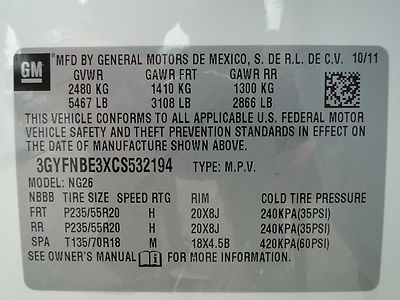 GM
MFD BY GENERAL MOTORS DE MEXICO, S. DE R.L. DE C.V. 10/11
GVWR GAWR FRT GAWR RR
2480 KG 1410 KG 1300 KG
5467 LB 3108 LB 2866 LB
THIS VEHICLE CONFORMS TO ALL APPLICABLE U.S. FEDERAL MOTOR
VEHICLE SAFETY AND THEFT PREVENTION STANDARDS IN EFFECT ON
THE DATE OF MANUFACTURE SHOWN ABOVE.
3GYFNBE3XCS532194 TYPE: M.P.V.
MODEL: NG26
NBBB TIRE SIZE SPEED RTG RIM COLD TIRE PRESSURE
FRT P235/55R20 H 20X8J 240KPA(35PSI)
RR P235/55R20 H 20X8J 240KPA(35PSI)
SPA T135/70R18 M 18X4.5B 420KPA(60PSI)
SEE OWNER'S MANUAL FOR MORE INFORMATION.